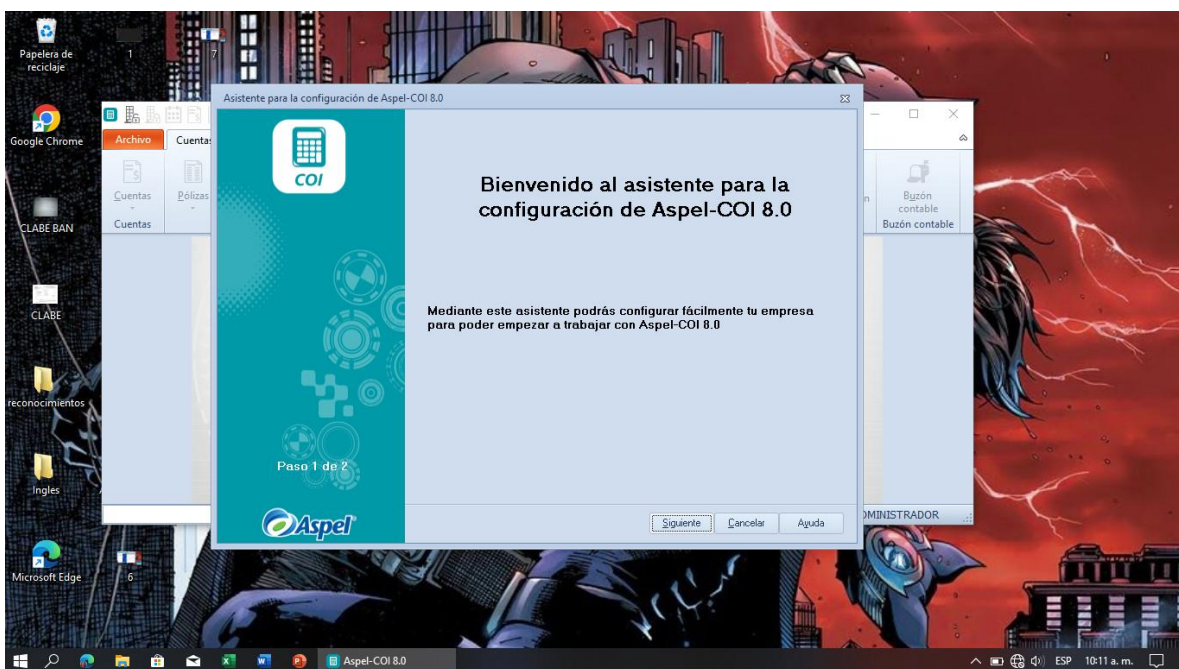 Papelera de
reciclaje
1
7
Google Chrome
CLABE BAN
CLABE
reconocimientos
Ingles
Microsoft Edge
6
Asistente para la configuración de Aspel-COI 8.0
Archivo
Cuentas
Pólizas
Cuentas
COI
Bienvenido al asistente para la
configuración de Aspel-COI 8.0
Mediante este asistente podrás configurar fácilmente tu empresa
para poder empezar a trabajar con Aspel-COI 8.0
Paso 1 de 2
Aspel
Siguiente
Cancelar
Ayuda
Buzón
contable
Buzón contable
Aspel-COI 8.0
ESP
10:11 a. m.